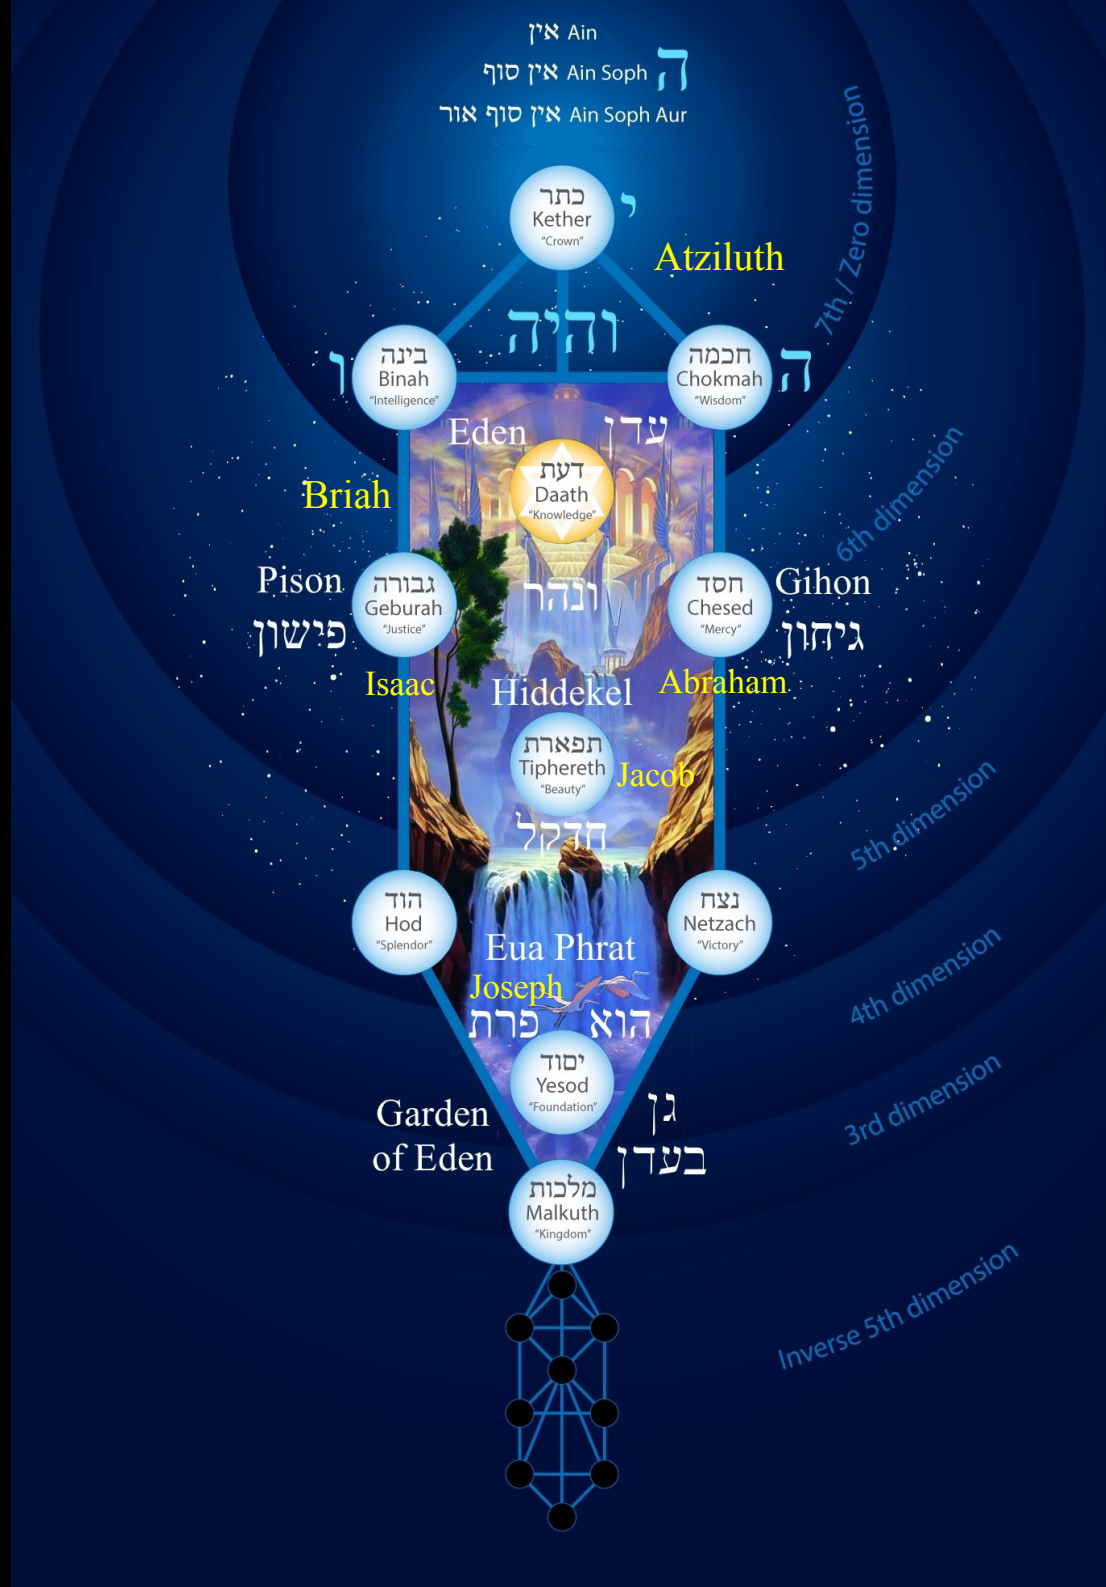 אין Ain
אין סוף Ain Soph
ה
אין סוף אור Ain Soph Aur
כתר
Kether
"Crown"
י
Atziluth
7th / Zero dimension
והיה
בינה
Binah
"Intelligence"
ו
חכמה
Chokmah
"Wisdom"
ה
Eden עדן
דעת
Daath
"Knowledge"
Briah
6th dimension
ונהר
Pison
פישון
גבורה
Geburah
"Justice"
Isaac
חסד
Chesed
"Mercy"
Gihon
גיחון
Abraham
Hiddekel
תפארת
Tiphereth
"Beauty"
Jacob
חדקל
5th dimension
הוד
Hod
"Splendor"
נצח
Netzach
"Victory"
Eua Phrat
Joseph
הוא פרת
4th dimension
יסוד
Yesod
"Foundation"
3rd dimension
Garden
of Eden
גן
בעדן
מלכות
Malkuth
"Kingdom"
Inverse 5th dimension